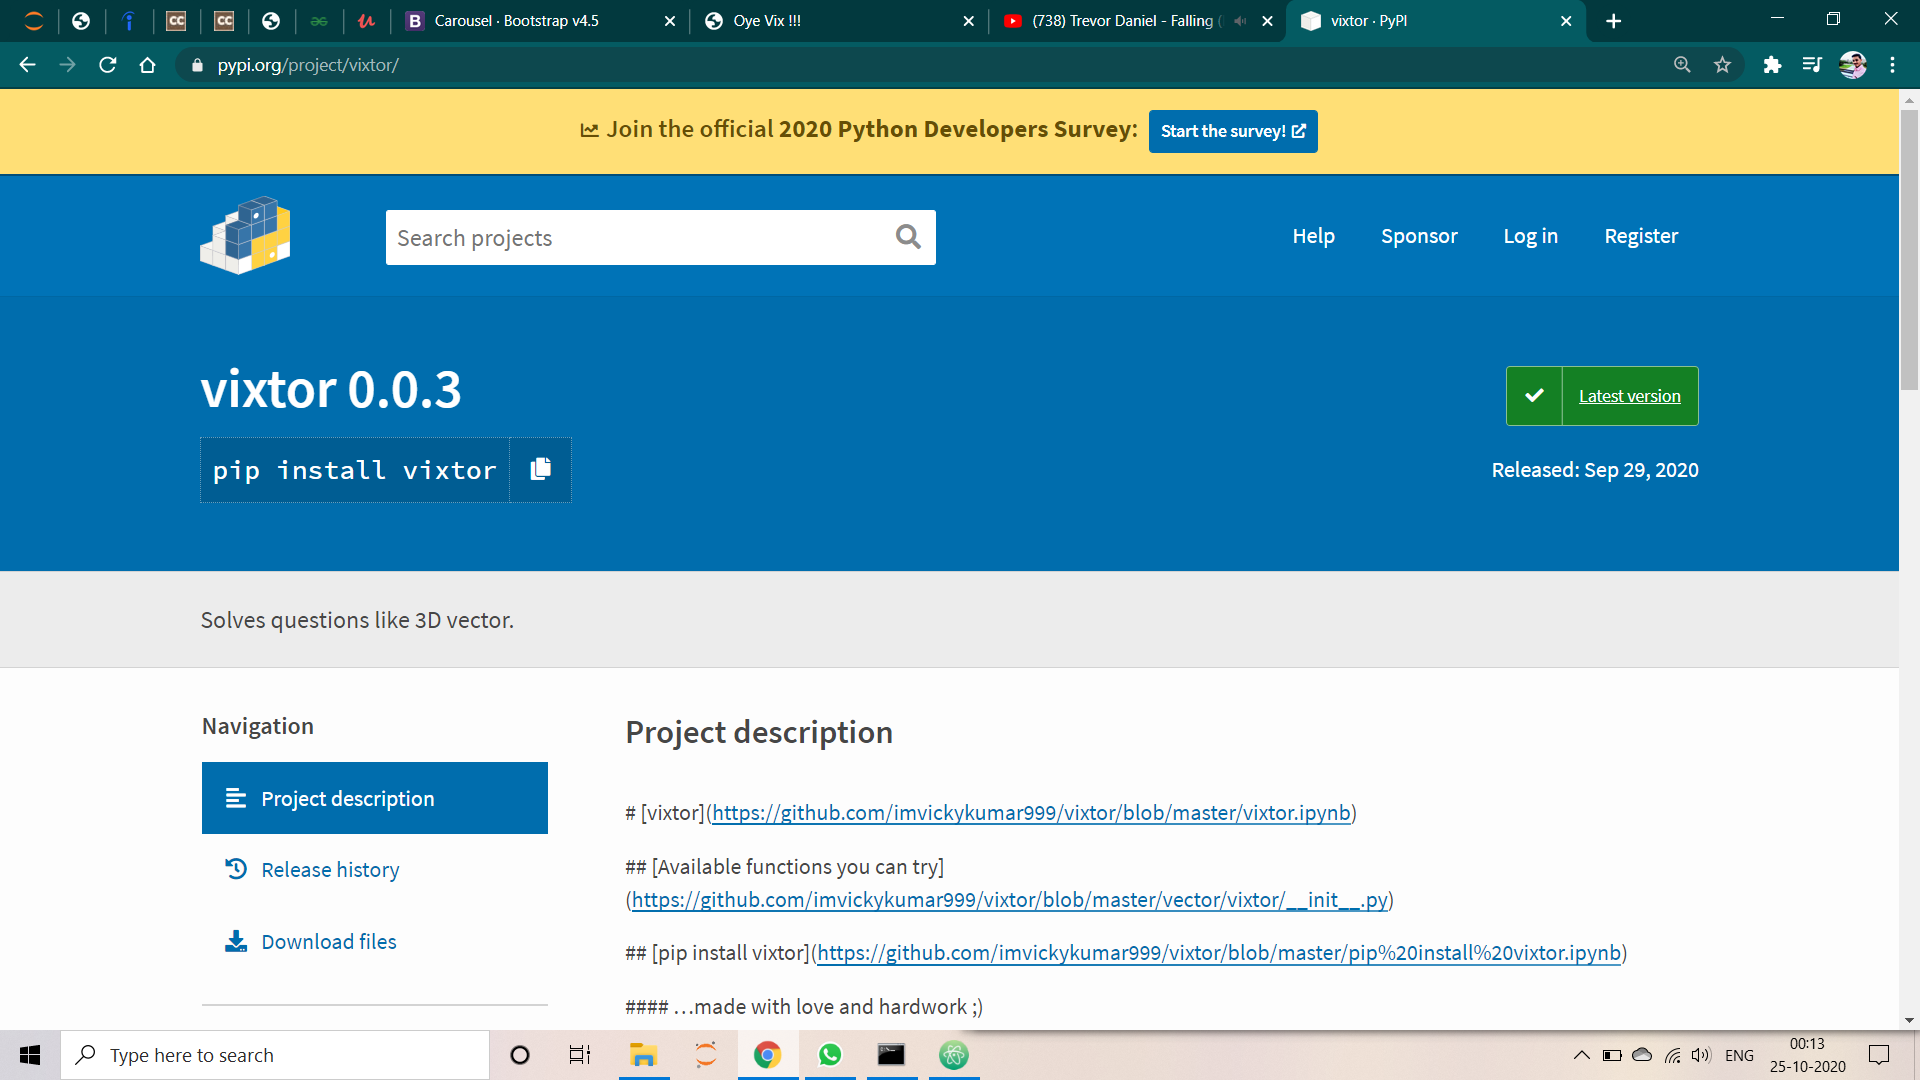 Carousel · Bootstrap v4.5
Oye Vix !!!
(738) Trevor Daniel - Falling (
vixtor · PyPI
pypi.org/project/vixtor/
Join the official 2020 Python Developers Survey: Start the survey!
Search projects
Help Sponsor Log in Register
vixtor 0.0.3
Latest version
pip install vixtor
Released: Sep 29, 2020
Solves questions like 3D vector.
Navigation
Project description
Release history
Download files
Project description
# [vixtor](https://github.com/imvickykumar999/vixtor/blob/master/vixtor.ipynb)
## [Available functions you can try]
(https://github.com/imvickykumar999/vixtor/blob/master/vector/vixtor/__init__.py)
## [pip install vixtor](https://github.com/imvickykumar999/vixtor/blob/master/pip%20install%20vixtor.ipynb)
#### …made with love and hardwork ;)
Type here to search
ENG
00:13
25-10-2020